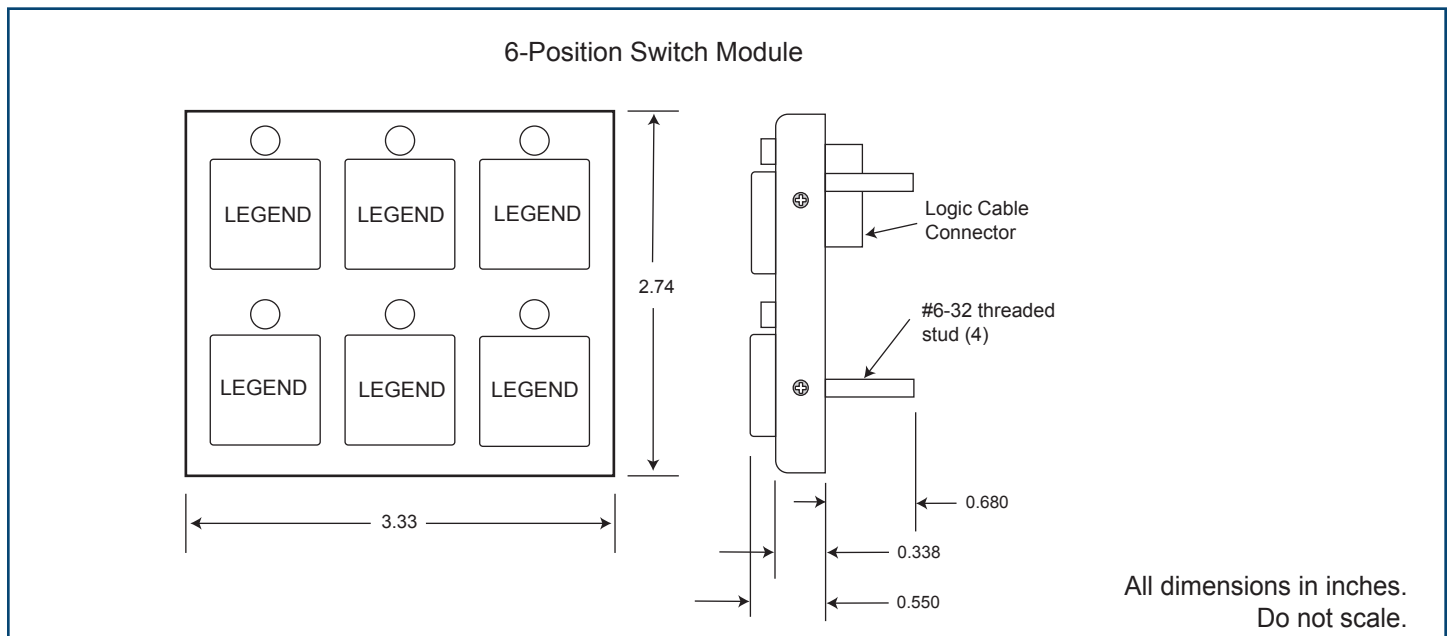 6-Position Switch Module
LEGEND
LEGEND
LEGEND
LEGEND
LEGEND
LEGEND
2.74
3.33
Logic Cable
Connector
#6-32 threaded
stud (4)
0.680
0.338
0.550
All dimensions in inches.
Do not scale.